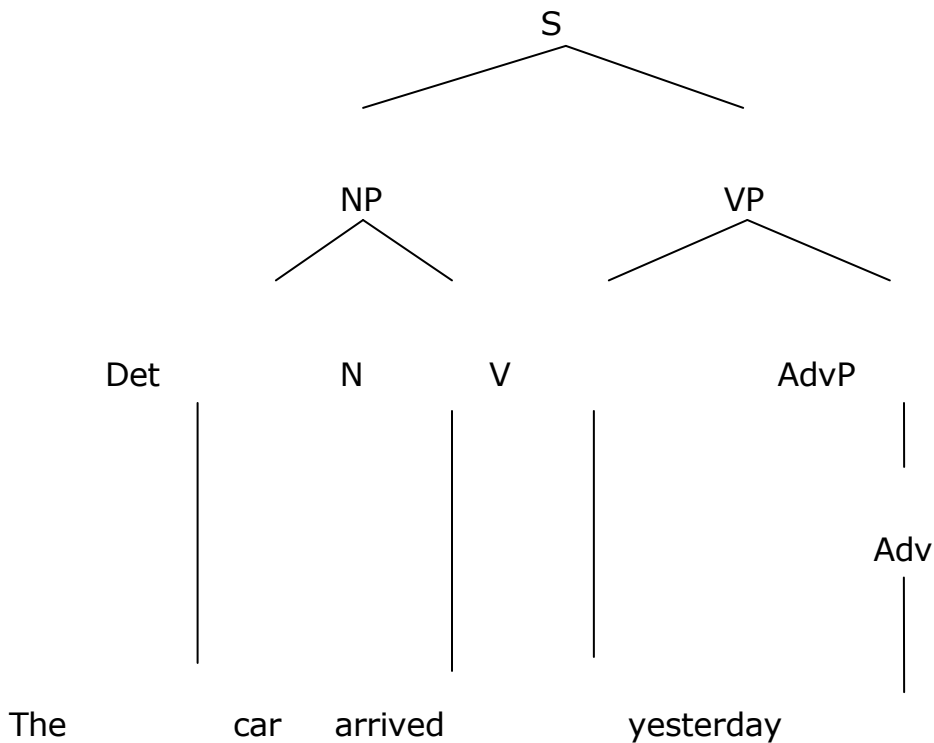 S
NP VP
Det N V AdvP
Adv
The car arrived yesterday